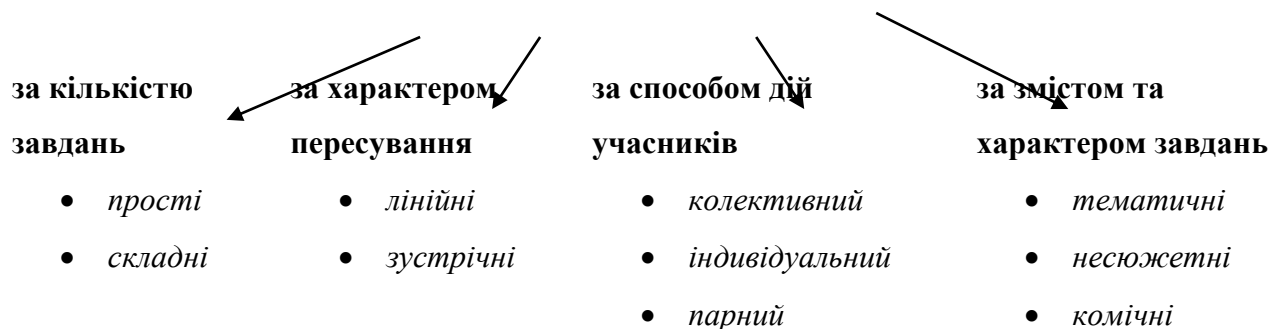 за кількістю
завдань
• прості
• складні
за характером
пересування
• лінійні
• зустрічні
за способом дій
учасників
• колективний
• індивідуальний
• парний
за змістом та
характером завдань
• тематичні
• несюжетні
• комічні